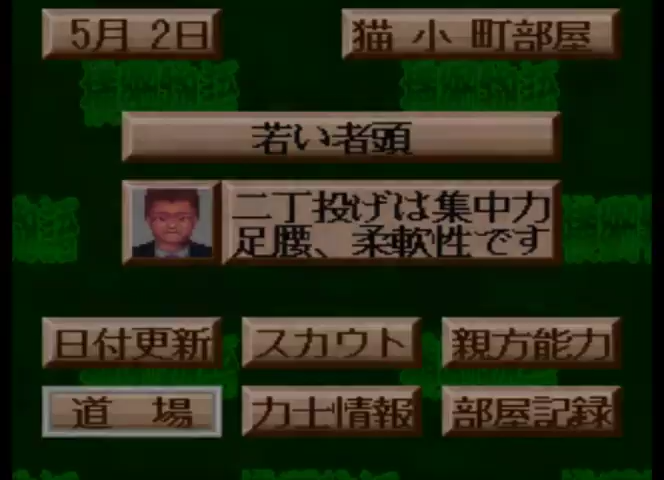 5月 2日
猫 小 町部屋
若い者頭
二丁投げは集中力
足腰、柔軟性です
日付更新
スカウト
親方能力
道 場
力士情報
部屋記録